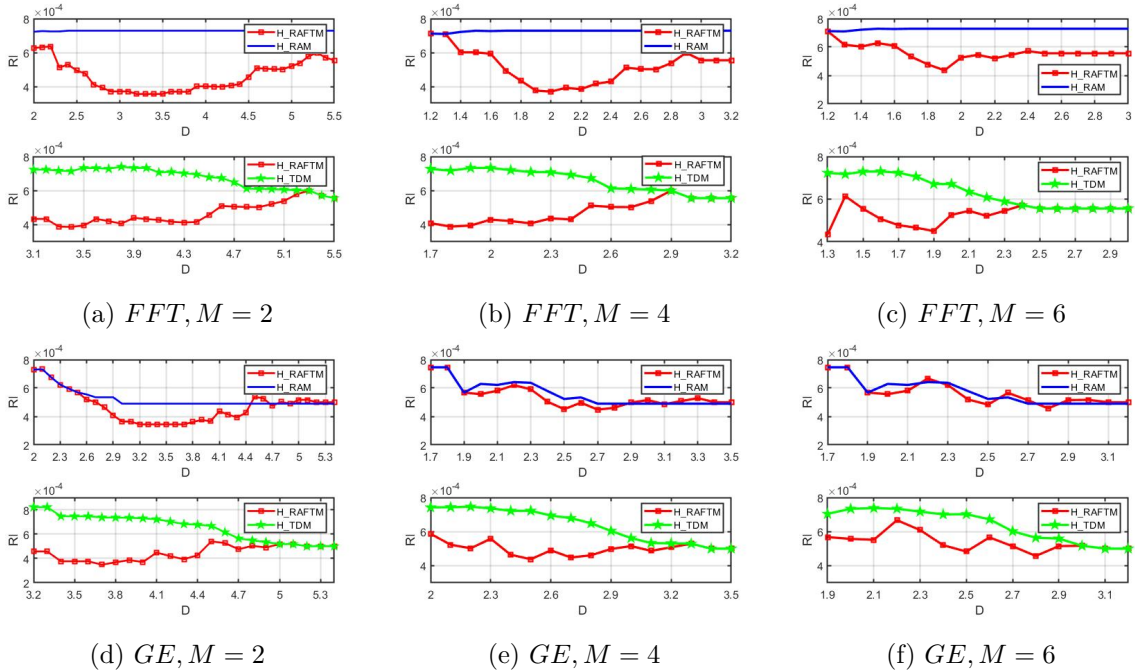 ×10⁻⁴ ×10⁻⁴ ×10⁻⁴
8 8 8
H_RAFTM H_RAM H_RAFTM H_RAM
RI 6 RI 6 RI 6
H_RAFTM
4 4 4 H_RAM
2
2 2.5 3 3.5 4 4.5 5 5.5 1.2 1.4 1.6 1.8 2 2.2 2.4 2.6 2.8 3 3.2 1.2 1.4 1.6 1.8 2 2.2 2.4 2.6 2.8 3
D D D
×10⁻⁴ ×10⁻⁴ ×10⁻⁴
8 8 8
H_RAFTM H_TDM H_RAFTM H_TDM H_RAFTM H_TDM
RI 6 RI 6 RI 6
4 4 4
3.1 3.5 3.9 4.3 4.7 5.1 5.5 1.7 2 2.3 2.6 2.9 3.2 1.3 1.5 1.7 1.9 2.1 2.3 2.5 2.7 2.9
D D D
(a) FFT, M = 2 (b) FFT, M = 4 (c) FFT, M = 6
×10⁻⁴ ×10⁻⁴ ×10⁻⁴
8 8 8
H_RAFTM H_RAM H_RAFTM H_RAM H_RAFTM H_RAM
RI 6 RI 6 RI 6
4 4 4
2 2 2
2 2.3 2.6 2.9 3.2 3.5 3.8 4.1 4.4 4.7 5 5.3 1.7 1.9 2.1 2.3 2.5 2.7 2.9 3.1 3.3 3.5 1.7 1.9 2.1 2.3 2.5 2.7 2.9 3.1
D D D
×10⁻⁴ ×10⁻⁴ ×10⁻⁴
8 8 8
H_RAFTM H_TDM H_RAFTM H_TDM H_RAFTM H_TDM
RI 6 RI 6 RI 6
4 4 4
2
3.2 3.5 3.8 4.1 4.4 4.7 5 5.3 2 2.3 2.6 2.9 3.2 3.5 1.9 2.1 2.3 2.5 2.7 2.9 3.1
D D D
(d) GE, M = 2 (e) GE, M = 4 (f) GE, M = 6